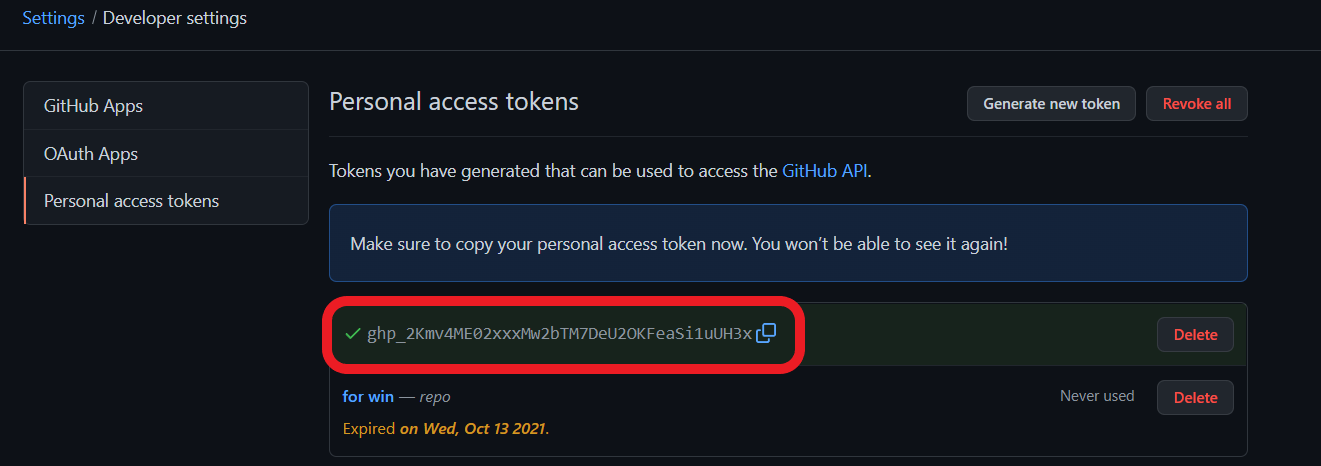 Settings / Developer settings
GitHub Apps
OAuth Apps
Personal access tokens
Personal access tokens
Generate new token
Revoke all
Tokens you have generated that can be used to access the GitHub API.
Make sure to copy your personal access token now. You won’t be able to see it again!
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
Delete
for win — repo
Never used
Delete
Expired on Wed, Oct 13 2021.